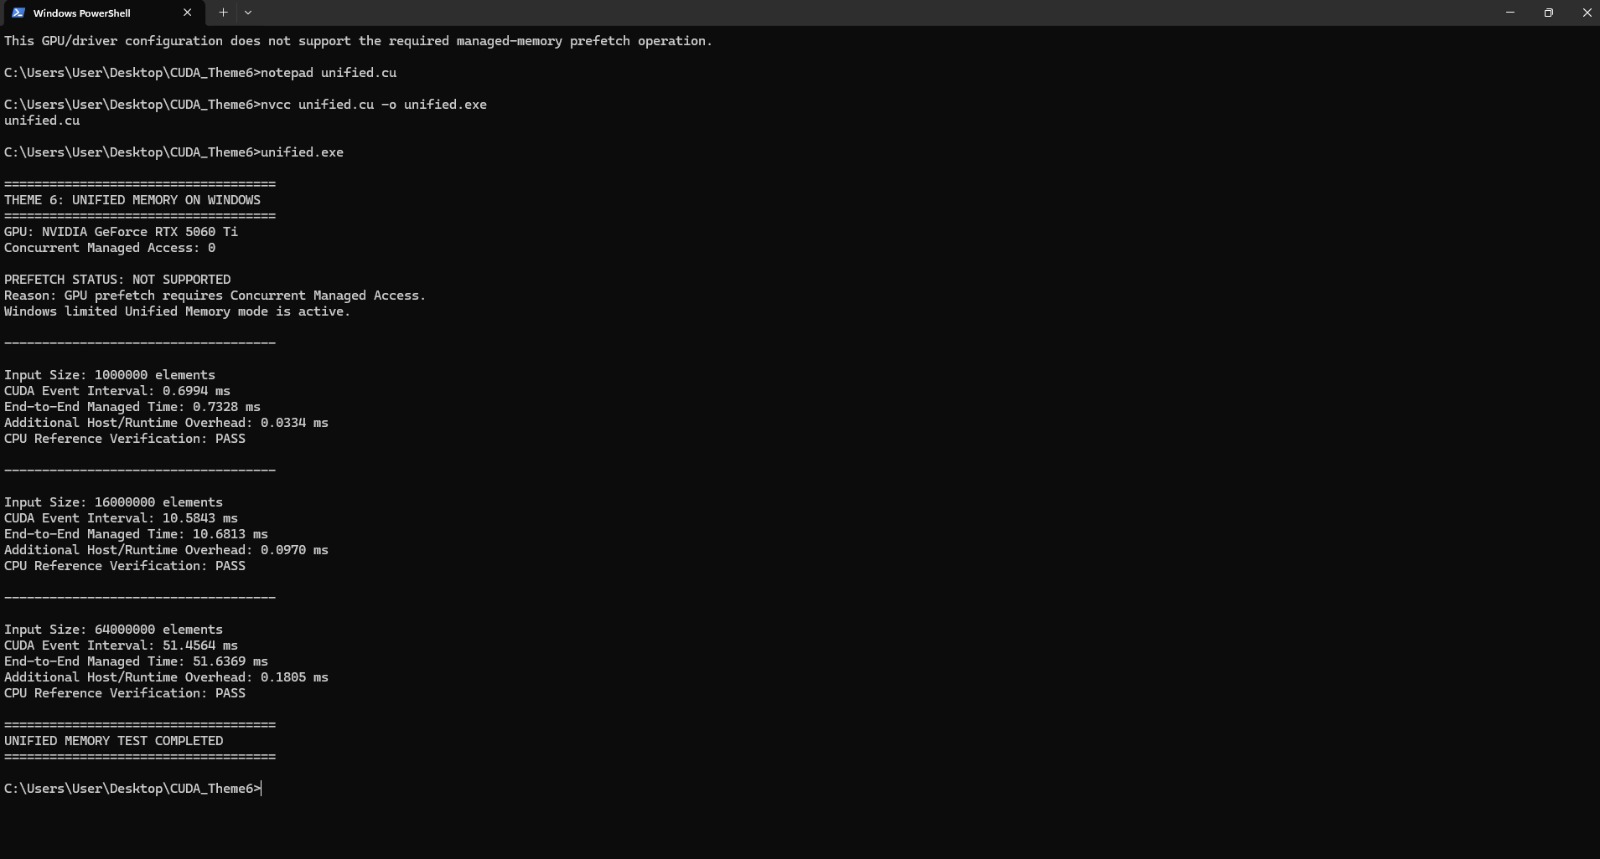 Windows PowerShell
This GPU/driver configuration does not support the required managed-memory prefetch operation.
C:\Users\User\Desktop\CUDA_Theme6>notepad unified.cu
C:\Users\User\Desktop\CUDA_Theme6>nvcc unified.cu -o unified.exe
unified.cu
C:\Users\User\Desktop\CUDA_Theme6>unified.exe
====================================
THEME 6: UNIFIED MEMORY ON WINDOWS
====================================
GPU: NVIDIA GeForce RTX 5060 Ti
Concurrent Managed Access: 0
PREFETCH STATUS: NOT SUPPORTED
Reason: GPU prefetch requires Concurrent Managed Access.
Windows limited Unified Memory mode is active.
------------------------------------
Input Size: 1000000 elements
CUDA Event Interval: 0.6994 ms
End-to-End Managed Time: 0.7328 ms
Additional Host/Runtime Overhead: 0.0334 ms
CPU Reference Verification: PASS
------------------------------------
Input Size: 16000000 elements
CUDA Event Interval: 10.5843 ms
End-to-End Managed Time: 10.6813 ms
Additional Host/Runtime Overhead: 0.0970 ms
CPU Reference Verification: PASS
------------------------------------
Input Size: 64000000 elements
CUDA Event Interval: 51.4564 ms
End-to-End Managed Time: 51.6369 ms
Additional Host/Runtime Overhead: 0.1805 ms
CPU Reference Verification: PASS
====================================
UNIFIED MEMORY TEST COMPLETED
====================================
C:\Users\User\Desktop\CUDA_Theme6>